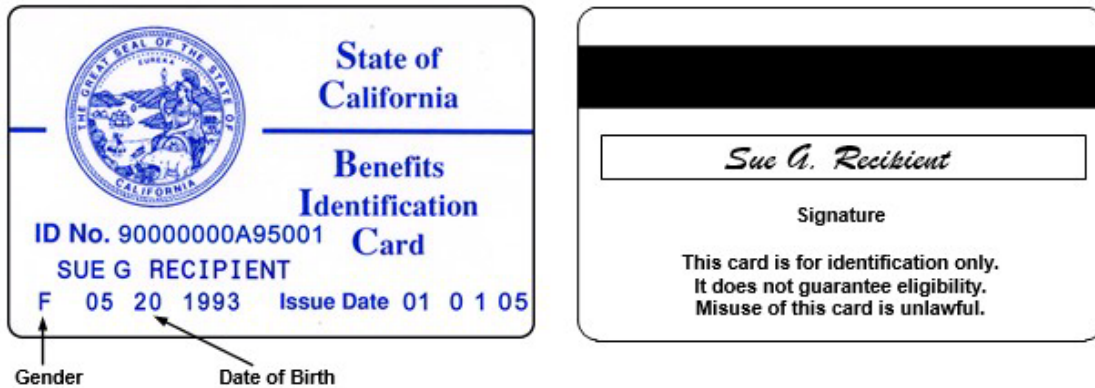 THE GREAT SEAL OF THE STATE OF CALIFORNIA
EUREKA
State of
California
Benefits
Identification
Card
ID No. 90000000A95001
SUE G RECIPIENT
F 05 20 1993 Issue Date 01 0 1 05
Gender Date of Birth
Sue G. Recipient
Signature
This card is for identification only.
It does not guarantee eligibility.
Misuse of this card is unlawful.